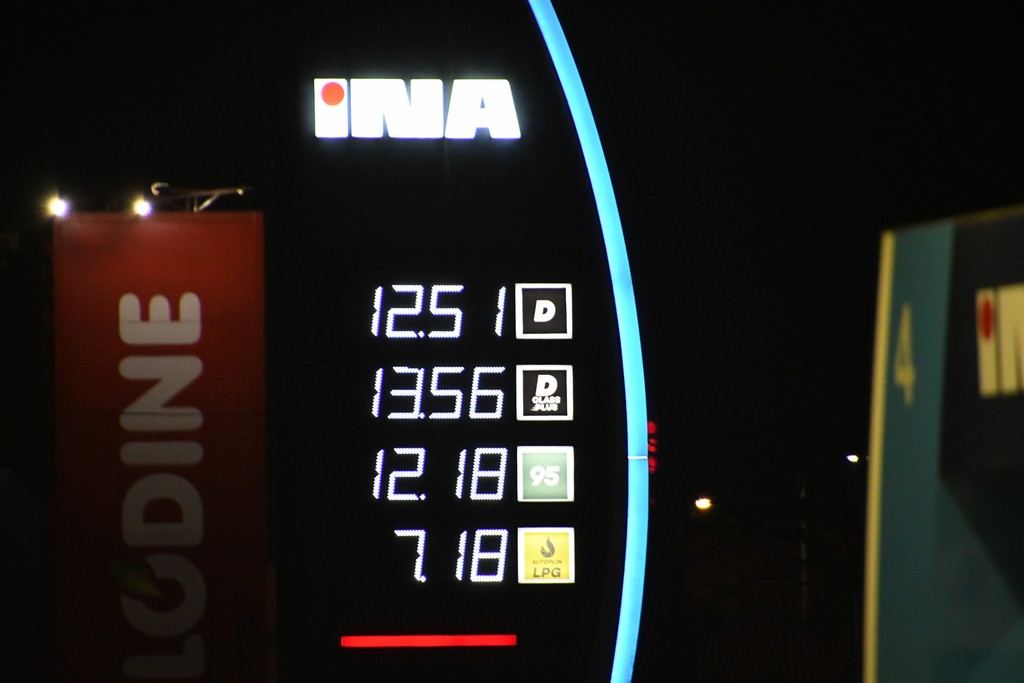 iNA
12.51 D
13.56 D CLASS PLUS
12.18 95
7.18 AUTOPLIN LPG
LODINE
4